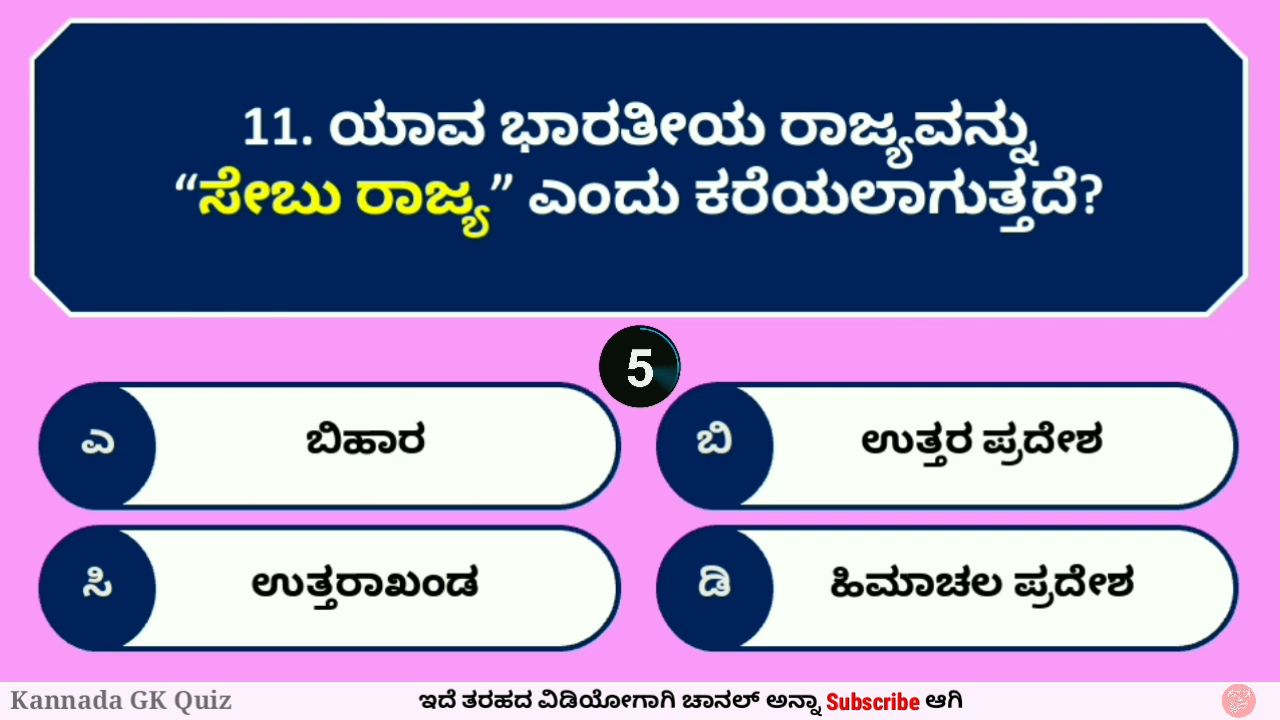 11. ಯಾವ ಭಾರತೀಯ ರಾಜ್ಯವನ್ನು
“ಸೇಬು ರಾಜ್ಯ” ಎಂದು ಕರೆಯಲಾಗುತ್ತದೆ?
5
ಎ ಬಿಹಾರ
ಬಿ ಉತ್ತರ ಪ್ರದೇಶ
ಸಿ ಉತ್ತರಾಖಂಡ
ಡಿ ಹಿಮಾಚಲ ಪ್ರದೇಶ
Kannada GK Quiz ಇದೆ ತರಹದ ವಿಡಿಯೋಗಾಗಿ ಚಾನಲ್ ಅನ್ನಾ Subscribe ಆಗಿ